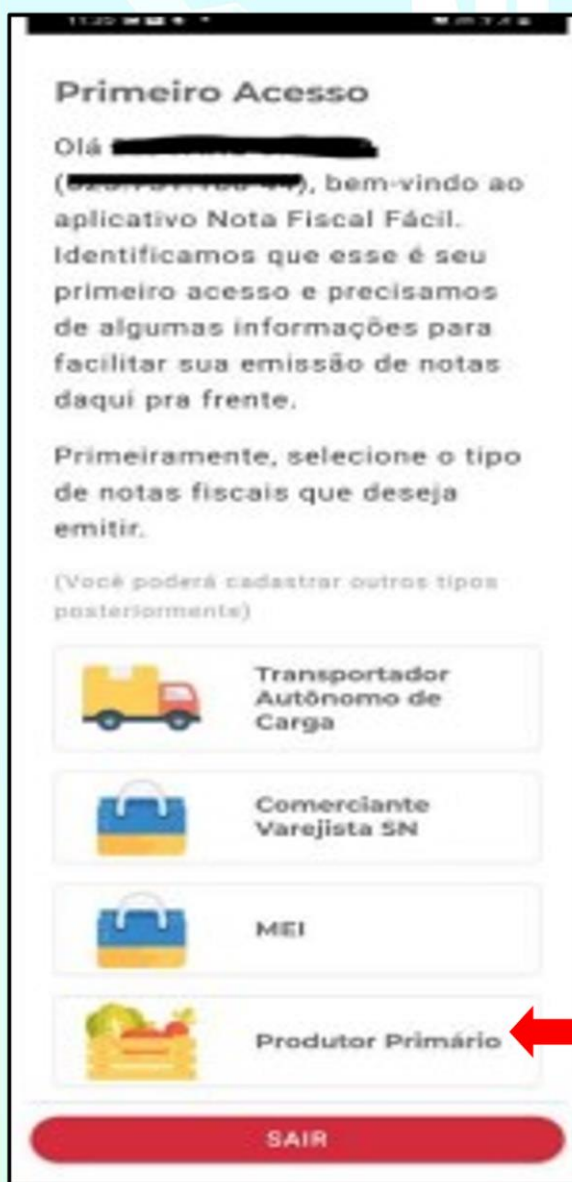 11:20
Primeiro Acesso
Olá
bem-vindo ao
aplicativo Nota Fiscal Fácil.
Identificamos que esse é seu
primeiro acesso e precisamos
de algumas informações para
facilitar sua emissão de notas
daqui pra frente.
Primeiramente, selecione o tipo
de notas fiscais que deseja
emitir.
(Você poderá cadastrar outros tipos
posteriormente)
Transportador
Autônomo de
Carga
Comerciante
Varejista SN
MEI
Produtor Primário
SAIR